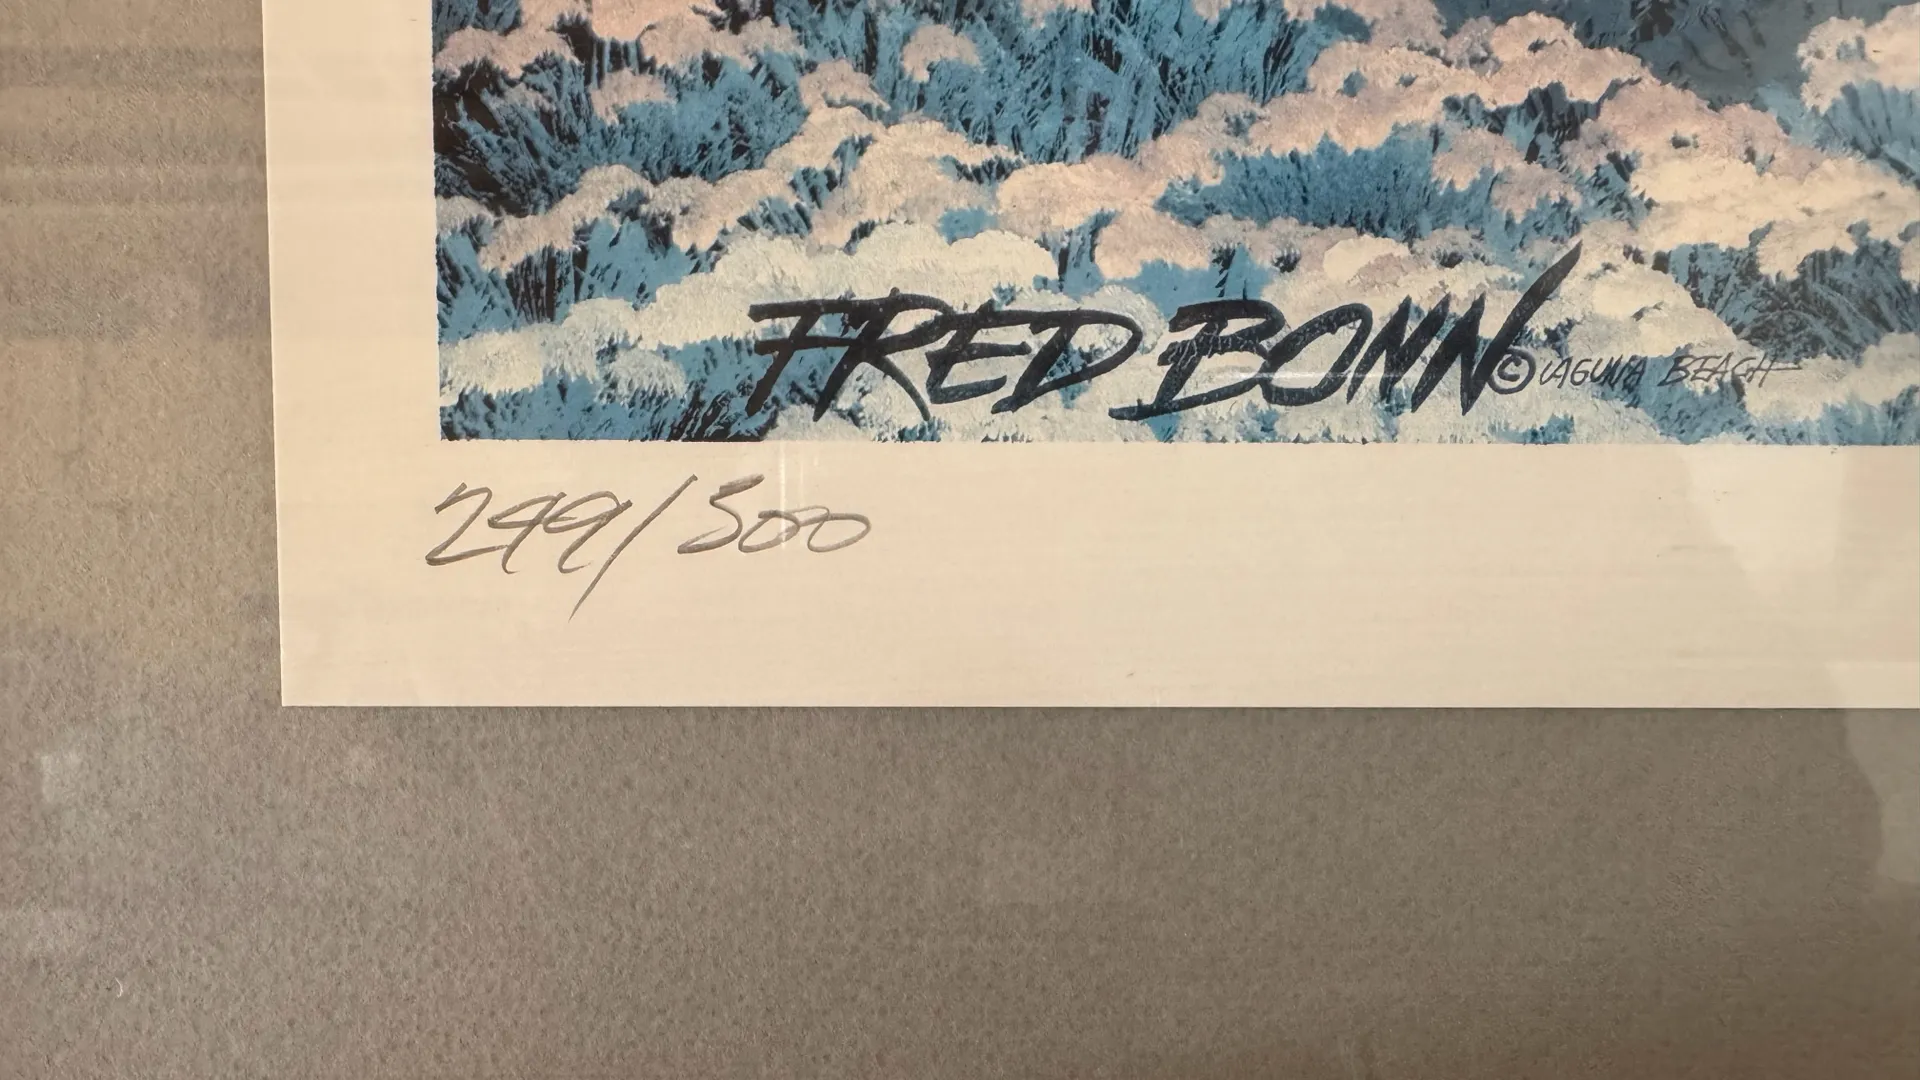 FRED BONN © LAGUNA BEACH
299/500